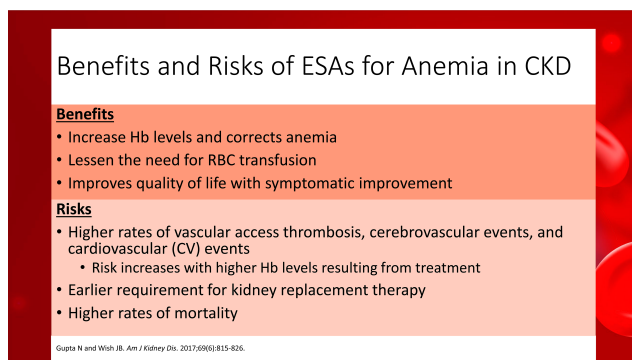 Benefits and Risks of ESAs for Anemia in CKD
Benefits
• Increase Hb levels and corrects anemia
• Lessen the need for RBC transfusion
• Improves quality of life with symptomatic improvement
Risks
• Higher rates of vascular access thrombosis, cerebrovascular events, and
cardiovascular (CV) events
• Risk increases with higher Hb levels resulting from treatment
• Earlier requirement for kidney replacement therapy
• Higher rates of mortality
Gupta N and Wish JB. Am J Kidney Dis. 2017;69(6):815-826.